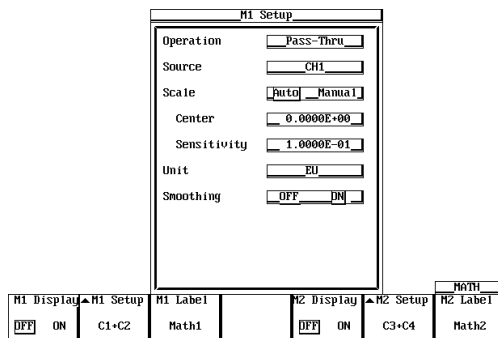 M1 Setup
Operation Pass-Thru
Source CH1
Scale Auto Manual
Center 0.0000E+00
Sensitivity 1.0000E-01
Unit EU
Smoothing OFF ON
MATH
M1 Display ▲M1 Setup M1 Label M2 Display ▲M2 Setup M2 Label
OFF ON C1+C2 Math1 OFF ON C3+C4 Math2